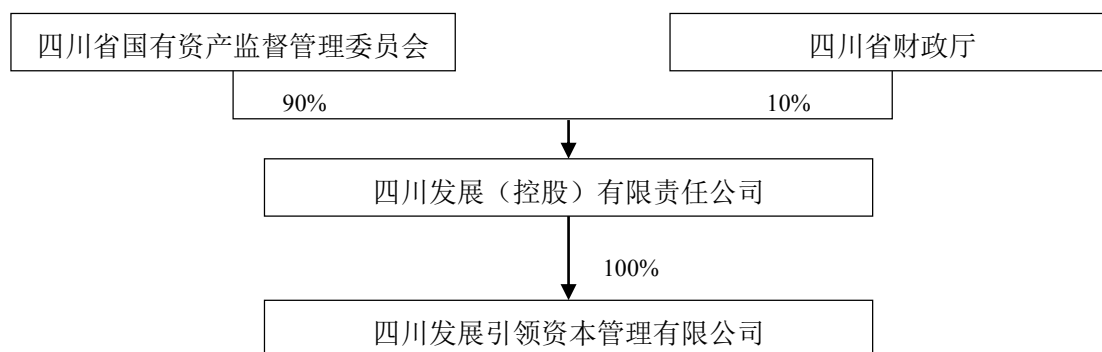 四川省国有资产监督管理委员会
四川省财政厅
90%
10%
四川发展（控股）有限责任公司
100%
四川发展引领资本管理有限公司